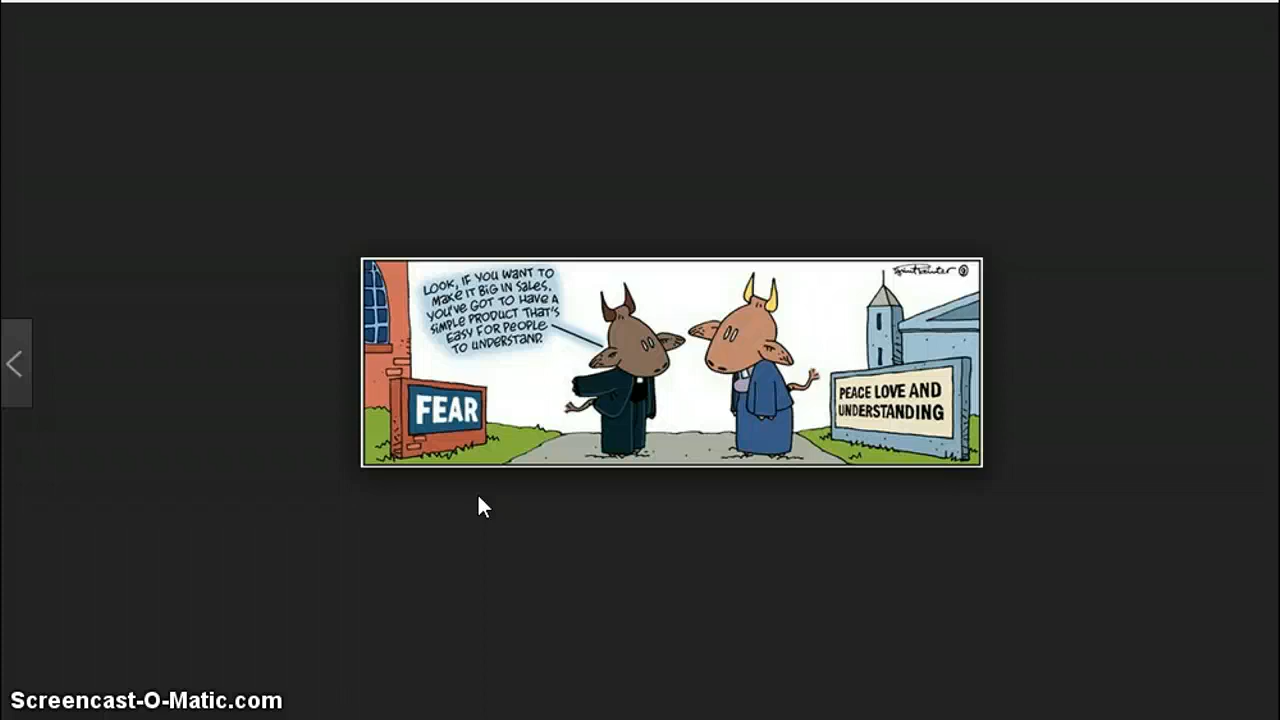 LOOK, IF YOU WANT TO
MAKE IT BIG IN SALES,
YOU'VE GOT TO HAVE A
SIMPLE PRODUCT THAT'S
EASY FOR PEOPLE
TO UNDERSTAND.
FEAR
PEACE LOVE AND
UNDERSTANDING
Screencast-O-Matic.com